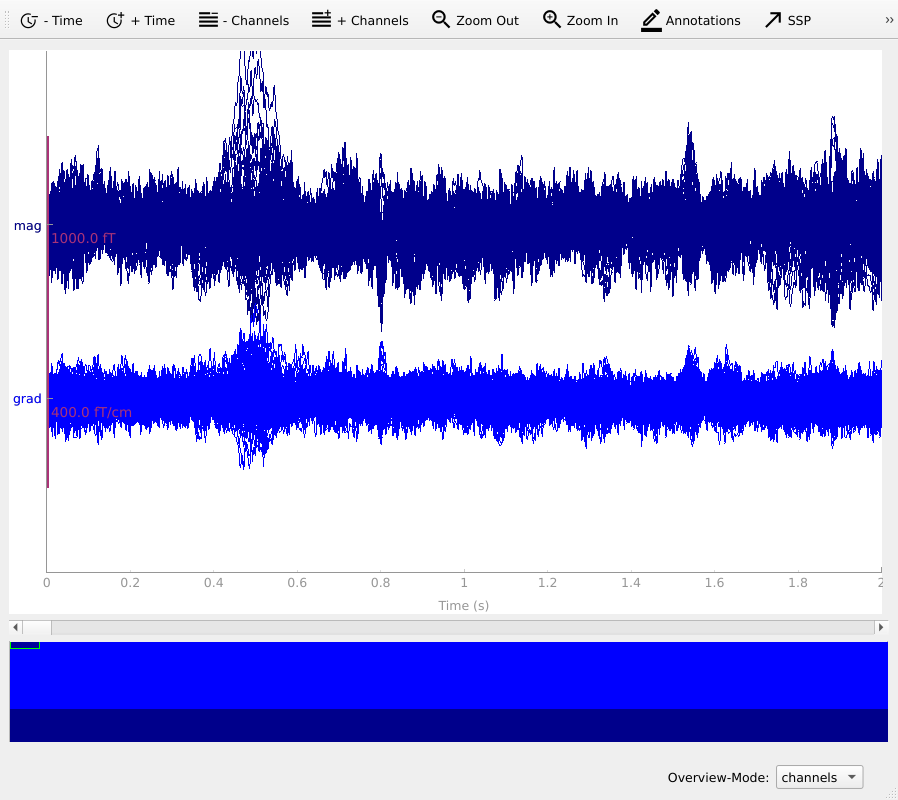 - Time + Time - Channels + Channels Zoom Out Zoom In Annotations SSP »
mag
1000.0 fT
grad
400.0 fT/cm
0 0.2 0.4 0.6 0.8 1 1.2 1.4 1.6 1.8 2
Time (s)
Overview-Mode: channels